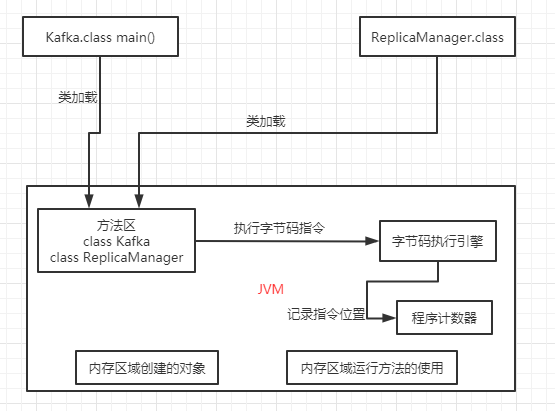 Kafka.class main()
ReplicaManager.class
类加载
类加载
方法区
class Kafka
class ReplicaManager
执行字节码指令
字节码执行引擎
JVM
记录指令位置
程序计数器
内存区域创建的对象
内存区域运行方法的使用